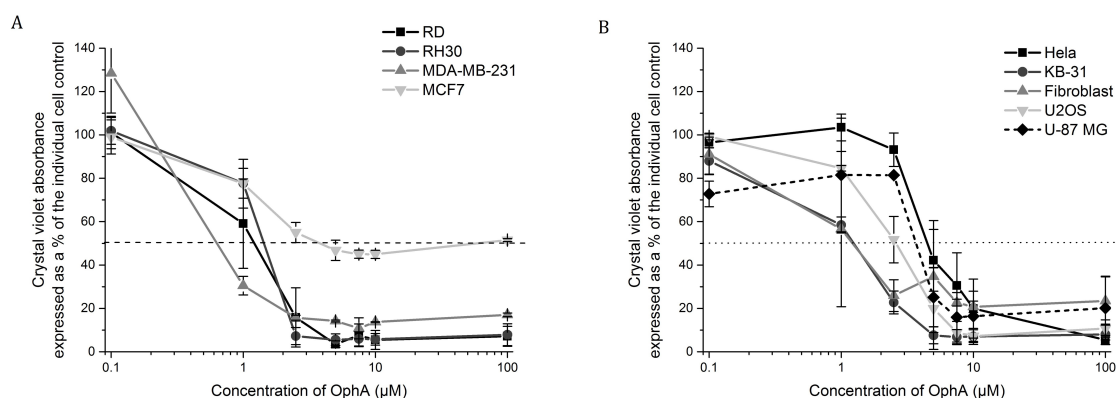 A
RD
RH30
MDA-MB-231
MCF7
140
120
100
80
60
40
20
0
0.1 1 10 100
Concentration of OphA (µM)
Crystal violet absorbance
expressed as a % of the individual cell control
B
Hela
KB-31
Fibroblast
U2OS
U-87 MG
140
120
100
80
60
40
20
0
0.1 1 10 100
Concentration of OphA (µM)
Crystal violet absorbance
expressed as a % of the individual cell control